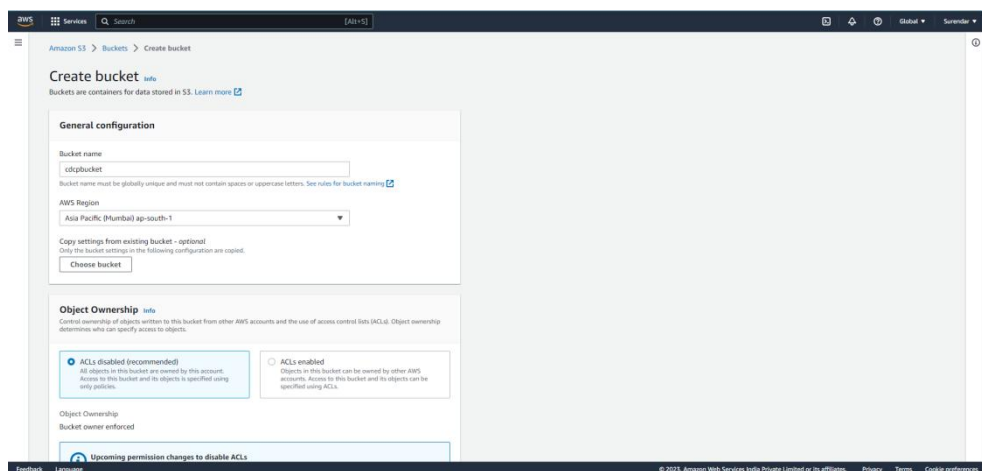 aws
Services
Search
[Alt+S]
Global
Surendar
Amazon S3 > Buckets > Create bucket
Create bucket Info
Buckets are containers for data stored in S3. Learn more
General configuration
Bucket name
cdcpbucket
Bucket name must be globally unique and must not contain spaces or uppercase letters. See rules for bucket naming
AWS Region
Asia Pacific (Mumbai) ap-south-1
Copy settings from existing bucket - optional
Only the bucket settings in the following configuration are copied.
Choose bucket
Object Ownership Info
Control ownership of objects written to this bucket from other AWS accounts and the use of access control lists (ACLs). Object ownership
determines who can specify access to objects.
ACLs disabled (recommended)
All objects in this bucket are owned by this account.
Access to this bucket and its objects is specified using
only policies.
ACLs enabled
Objects in this bucket can be owned by other AWS
accounts. Access to this bucket and its objects can be
specified using ACLs.
Object Ownership
Bucket owner enforced
Upcoming permission changes to disable ACLs
Feedback Language
© 2023, Amazon Web Services India Private Limited or its affiliates. Privacy Terms Cookie preferences